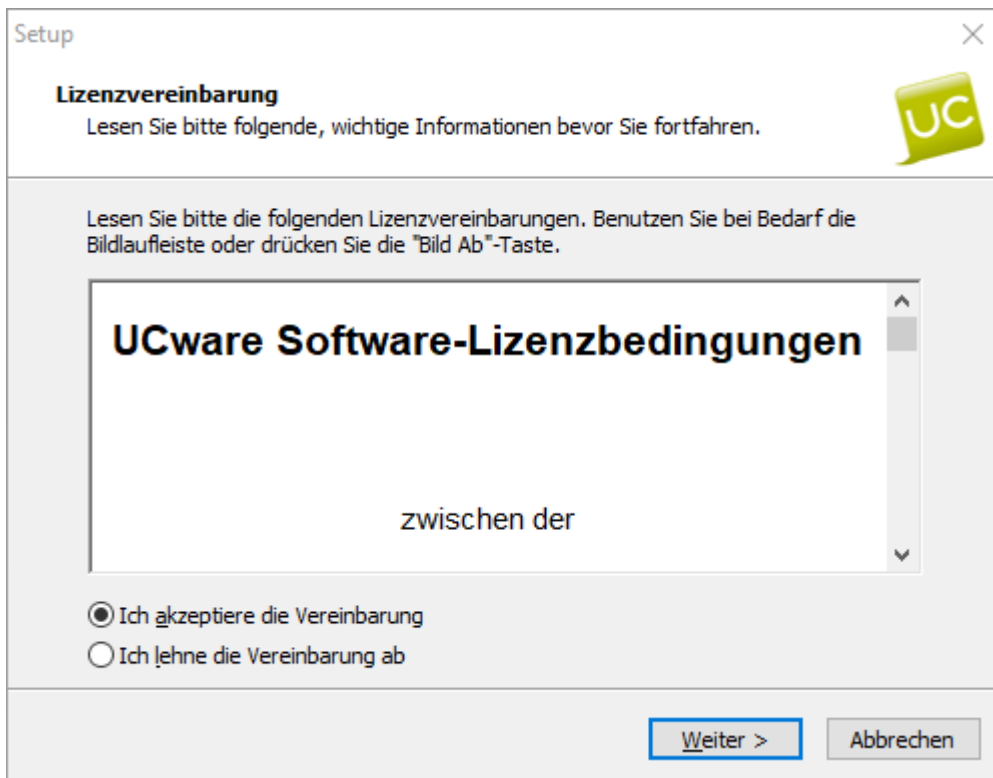 Setup
Lizenzvereinbarung
Lesen Sie bitte folgende, wichtige Informationen bevor Sie fortfahren.
UC
Lesen Sie bitte die folgenden Lizenzvereinbarungen. Benutzen Sie bei Bedarf die
Bildlaufleiste oder drücken Sie die "Bild Ab"-Taste.
UCware Software-Lizenzbedingungen
zwischen der
Ich akzeptiere die Vereinbarung
Ich lehne die Vereinbarung ab
Weiter >
Abbrechen